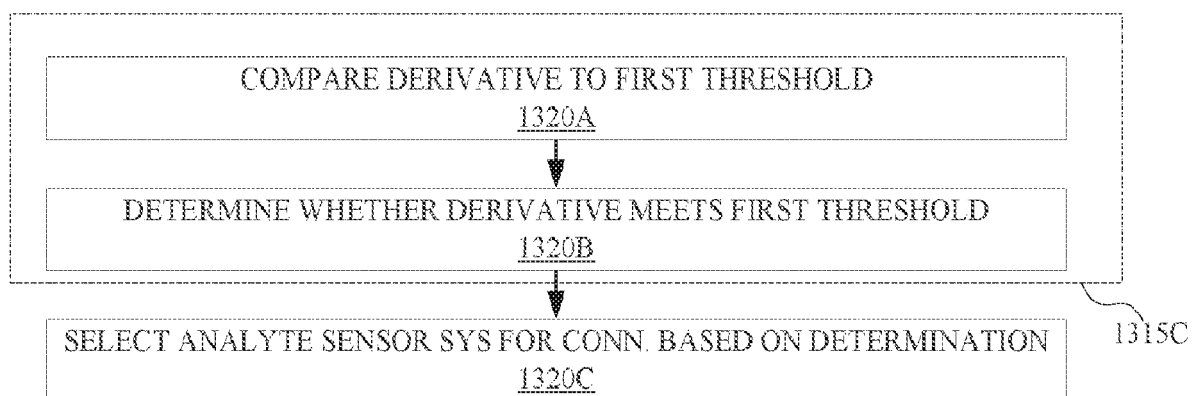 COMPARE DERIVATIVE TO FIRST THRESHOLD
1320A
DETERMINE WHETHER DERIVATIVE MEETS FIRST THRESHOLD
1320B
SELECT ANALYTE SENSOR SYS FOR CONN. BASED ON DETERMINATION
1320C
1315C